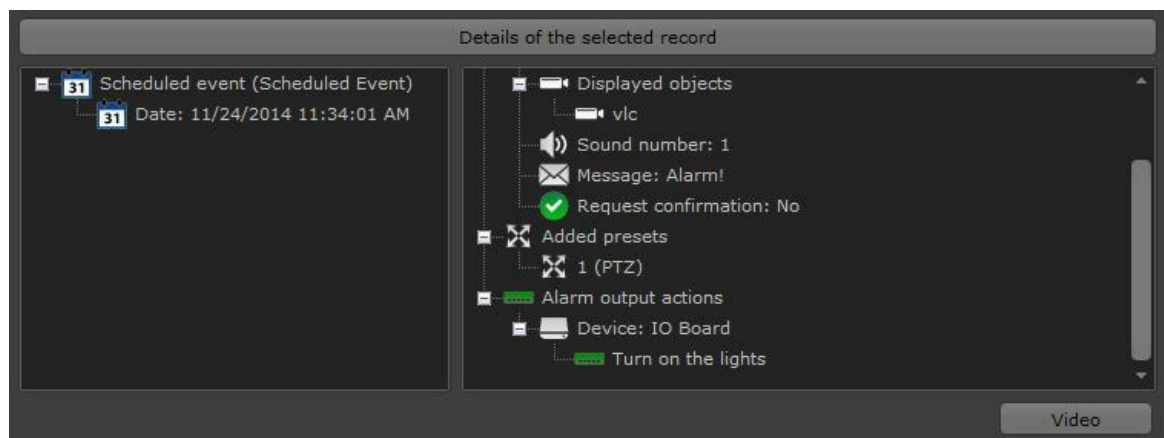 Details of the selected record
31 Scheduled event (Scheduled Event)
31 Date: 11/24/2014 11:34:01 AM
Displayed objects
vlc
Sound number: 1
Message: Alarm!
Request confirmation: No
Added presets
1 (PTZ)
Alarm output actions
Device: IO Board
Turn on the lights
Video